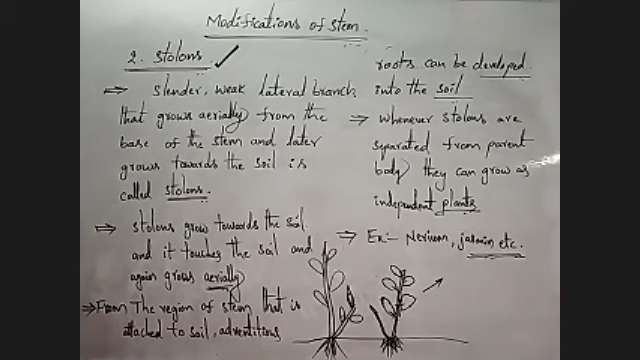 Modifications of stem.
2. Stolons.
⇒ Slender, weak lateral branch
that grows aerially from the
base of the stem and later
grows towards the soil is
called stolons.
⇒ Stolons grow towards the soil
and it touches the soil and
again grows aerially
⇒ From The region of stem that is
attached to soil, adventitious
roots can be developed
into the soil
⇒ Whenever stolons are
separated from parent
body they can grow as
independent plants
⇒ Ex:- Nerium, jasmin etc.